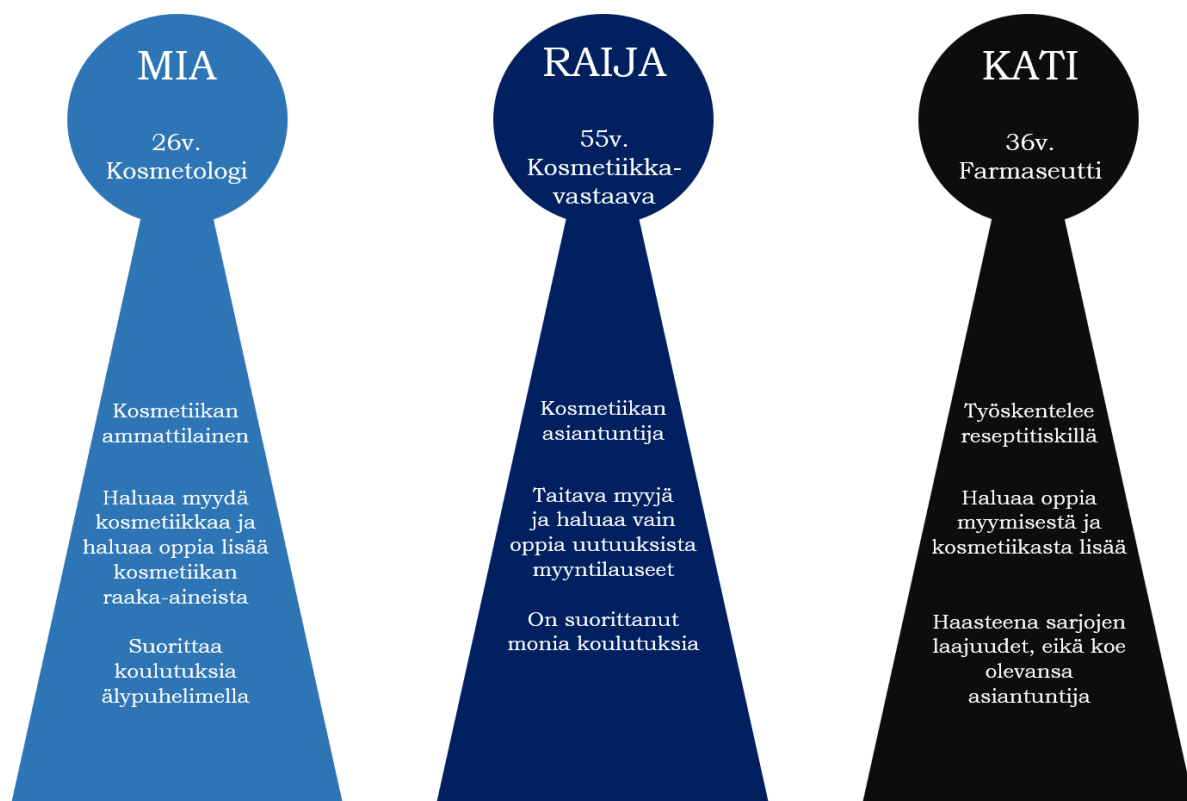 MIA
26v.
Kosmetologi
Kosmetiikan
ammattilainen
Haluaa myydä
kosmetiikkaa ja
haluaa oppia lisää
kosmetiikan
raaka-aineista
Suorittaa
koulutuksia
älypuhelimella
RAIJA
55v.
Kosmetiikka-
vastaava
Kosmetiikan
asiantuntija
Taitava myyjä
ja haluaa vain
oppia uutuuksista
myyntilauseet
On suorittanut
monia koulutuksia
KATI
36v.
Farmaseutti
Työskentelee
reseptitiskillä
Haluaa oppia
myymisestä ja
kosmetiikasta lisää
Haasteena sarjojen
laajuudet, eikä koe
olevansa
asiantuntija